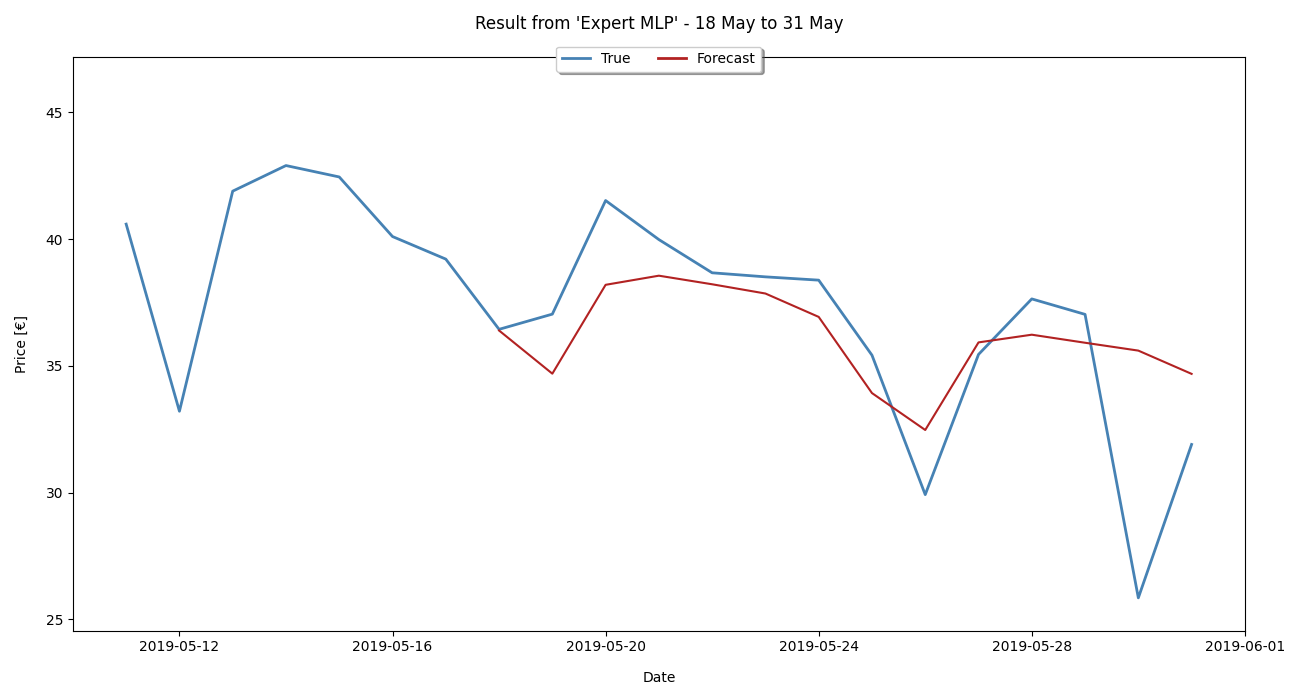 Result from 'Expert MLP' - 18 May to 31 May
True Forecast
45
40
35
30
25
Price [€]
2019-05-12 2019-05-16 2019-05-20 2019-05-24 2019-05-28 2019-06-01
Date